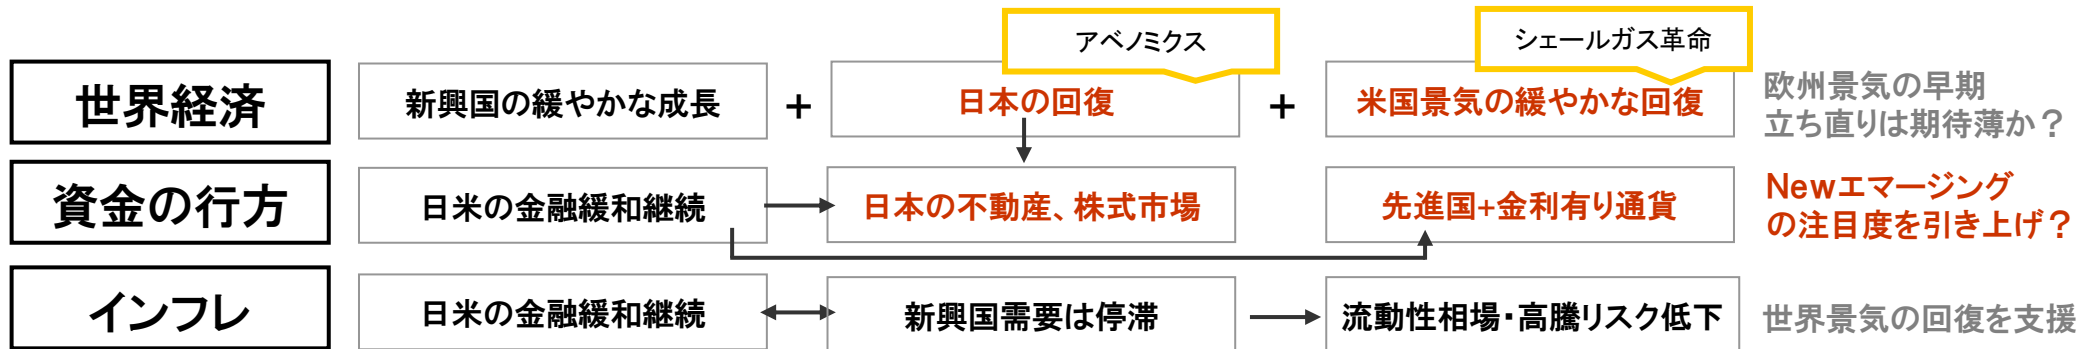 アベノミクス
シェールガス革命
世界経済
新興国の緩やかな成長
+
日本の回復
+
米国景気の緩やかな回復
欧州景気の早期
立ち直りは期待薄か？
資金の行方
日米の金融緩和継続
日本の不動産、株式市場
先進国+金利有り通貨
Newエマージング
の注目度を引き上げ？
インフレ
日米の金融緩和継続
新興国需要は停滞
流動性相場・高騰リスク低下
世界景気の回復を支援